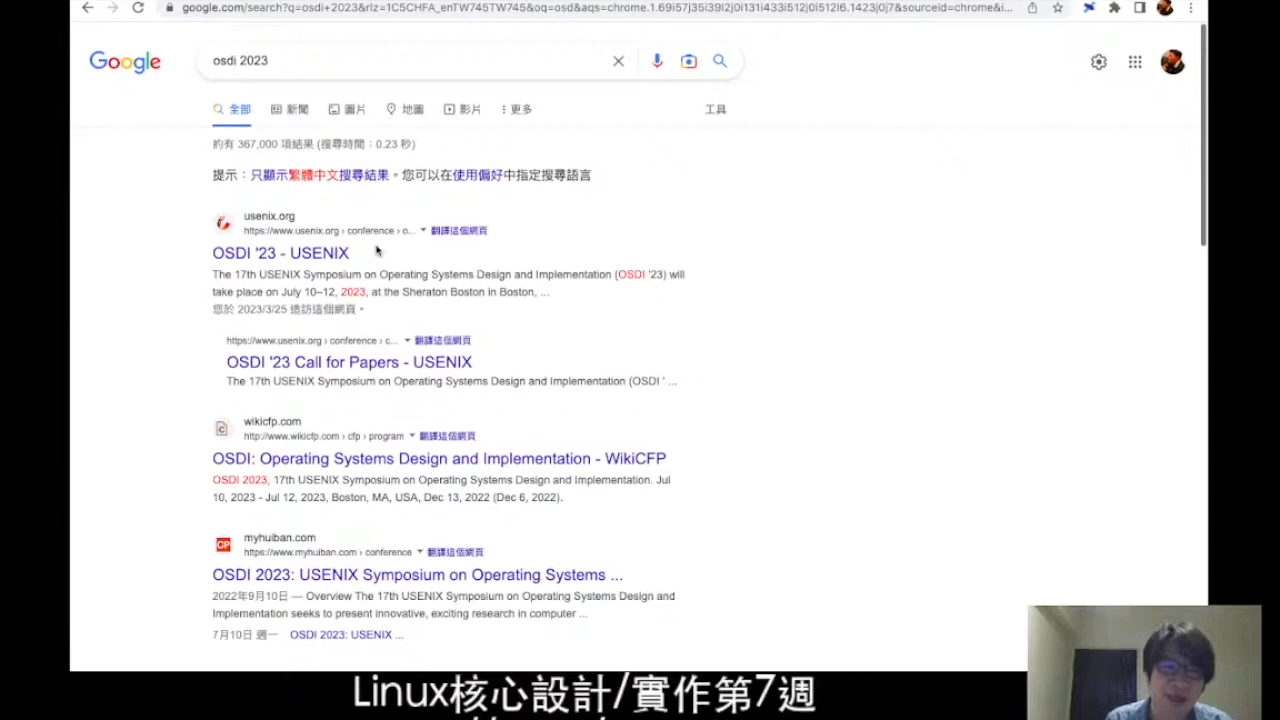 google.com/search?q=osdi+2023&rlz=1C5CHFA_enTW745TW745&oq=osd&aqs=chrome.1.69i57j35i39l2j0i131i433i512j0i512l6.1423j0j7&sourceid=chrome&i...
Google
osdi 2023
全部 新聞 圖片 地圖 影片 更多 工具
約有 367,000 項結果 (搜尋時間：0.23 秒)
提示：只顯示繁體中文搜尋結果。您可以在使用偏好中指定搜尋語言
usenix.org
https://www.usenix.org › conference › o... 翻譯這個網頁
OSDI '23 - USENIX
The 17th USENIX Symposium on Operating Systems Design and Implementation (OSDI '23) will
take place on July 10–12, 2023, at the Sheraton Boston in Boston, ...
您於 2023/3/25 造訪這個網頁。
https://www.usenix.org › conference › c... 翻譯這個網頁
OSDI '23 Call for Papers - USENIX
The 17th USENIX Symposium on Operating Systems Design and Implementation (OSDI ' ...
wikicfp.com
http://www.wikicfp.com › cfp › program 翻譯這個網頁
OSDI: Operating Systems Design and Implementation - WikiCFP
OSDI 2023, 17th USENIX Symposium on Operating Systems Design and Implementation. Jul
10, 2023 - Jul 12, 2023, Boston, MA, USA, Dec 13, 2022 (Dec 6, 2022).
CP
myhuiban.com
https://www.myhuiban.com › conference 翻譯這個網頁
OSDI 2023: USENIX Symposium on Operating Systems ...
2022年9月10日 — Overview The 17th USENIX Symposium on Operating Systems Design and
Implementation seeks to present innovative, exciting research in computer ...
7月10日 週一 OSDI 2023: USENIX ...
Linux核心設計/實作第7週